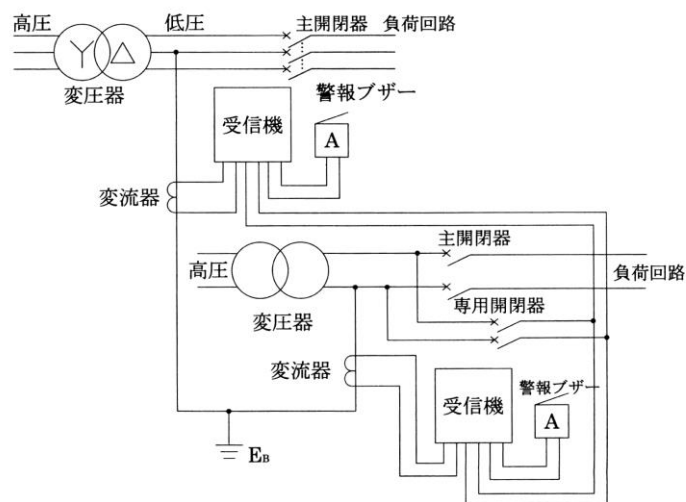 高圧
低圧
主開閉器
負荷回路
変圧器
警報ブザー
受信機
A
変流器
主開閉器
高圧
負荷回路
専用開閉器
変圧器
変流器
警報ブザー
受信機
A
EB